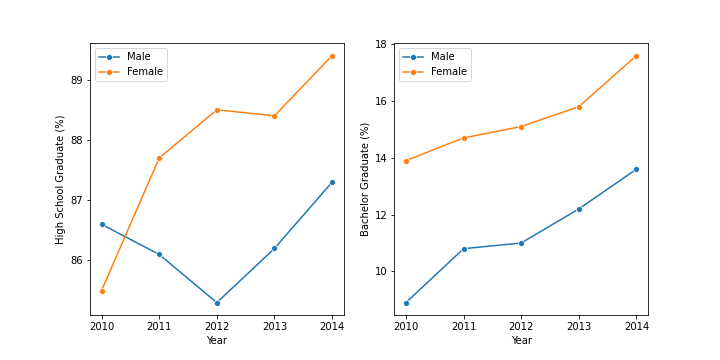 Male
Female
High School Graduate (%)
89
88
87
86
2010 2011 2012 2013 2014
Year
Male
Female
Bachelor Graduate (%)
18
16
14
12
10
2010 2011 2012 2013 2014
Year